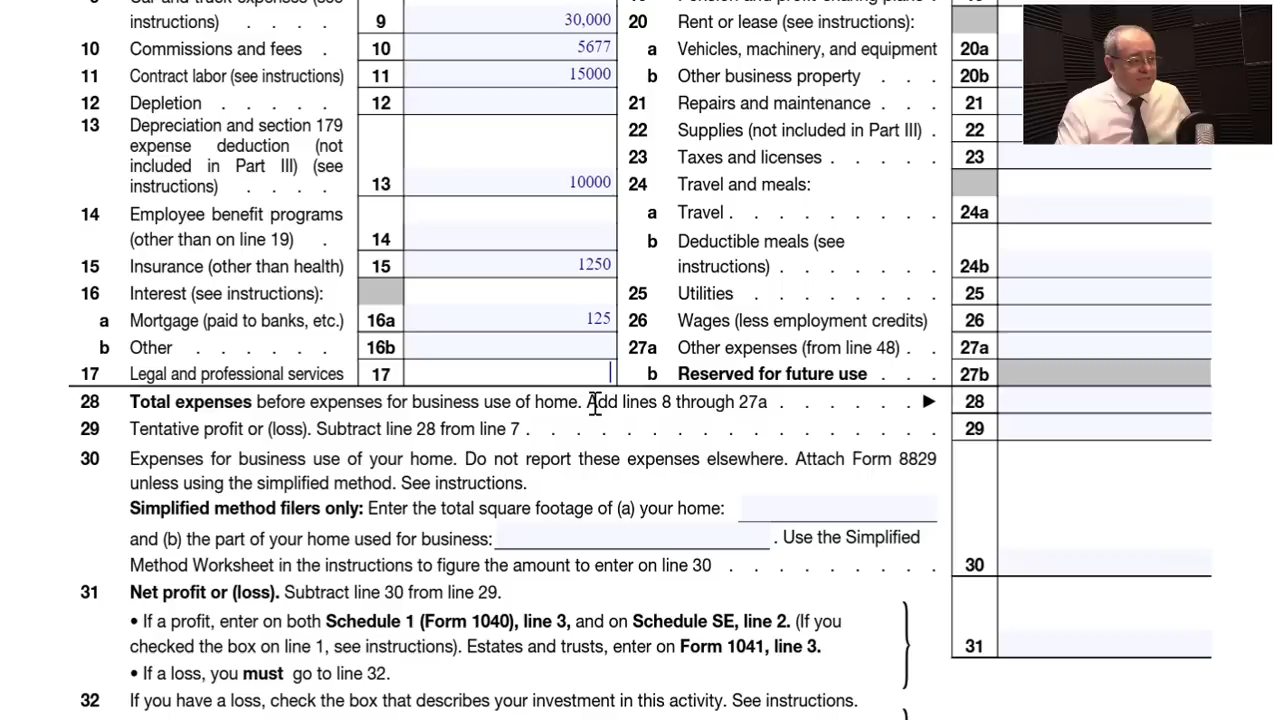 instructions) . . . . 9 30,000
10 Commissions and fees . 10 5677
11 Contract labor (see instructions) 11 15000
12 Depletion . . . . . 12
13 Depreciation and section 179
expense deduction (not
included in Part III) (see
instructions) . . . . 13 10000
14 Employee benefit programs
(other than on line 19) . 14
15 Insurance (other than health) 15 1250
16 Interest (see instructions):
a Mortgage (paid to banks, etc.) 16a 125
b Other . . . . . . 16b
17 Legal and professional services 17
20 Rent or lease (see instructions):
a Vehicles, machinery, and equipment 20a
b Other business property . . . 20b
21 Repairs and maintenance . . . 21
22 Supplies (not included in Part III) . 22
23 Taxes and licenses . . . . . 23
24 Travel and meals:
a Travel . . . . . . . . . 24a
b Deductible meals (see
instructions) . . . . . . . 24b
25 Utilities . . . . . . . . 25
26 Wages (less employment credits) 26
27a Other expenses (from line 48) . . 27a
b Reserved for future use . . . 27b
28 Total expenses before expenses for business use of home. Add lines 8 through 27a . . . . . . ▶ 28
29 Tentative profit or (loss). Subtract line 28 from line 7 . . . . . . . . . . . . . . . . . 29
30 Expenses for business use of your home. Do not report these expenses elsewhere. Attach Form 8829
unless using the simplified method. See instructions.
Simplified method filers only: Enter the total square footage of (a) your home:
and (b) the part of your home used for business: . Use the Simplified
Method Worksheet in the instructions to figure the amount to enter on line 30 . . . . . . . . . 30
31 Net profit or (loss). Subtract line 30 from line 29.
• If a profit, enter on both Schedule 1 (Form 1040), line 3, and on Schedule SE, line 2. (If you
checked the box on line 1, see instructions). Estates and trusts, enter on Form 1041, line 3.
• If a loss, you must go to line 32.
31
32 If you have a loss, check the box that describes your investment in this activity. See instructions.